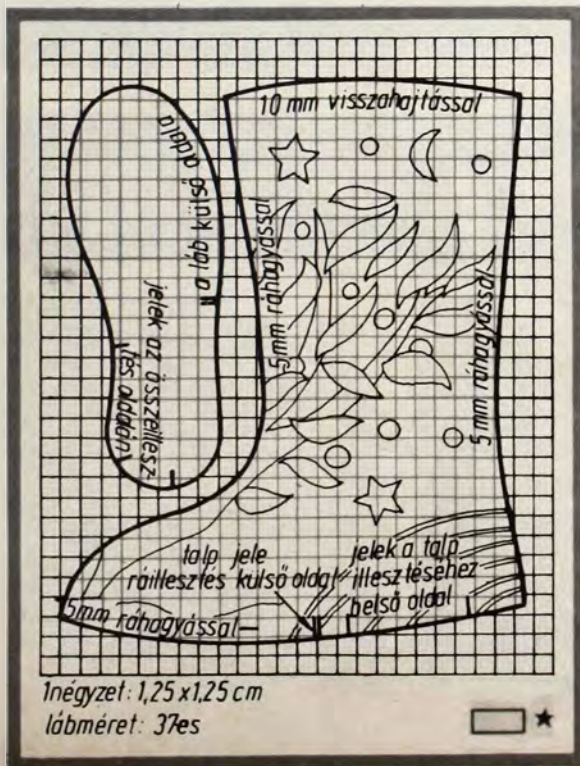 10 mm visszahajtással
a láb külső oldala
5mm ráhagyással
jelek az összeillesz-
tés oldalán
5 mm ráhagyással
talp jele
ráillesztés külső oldal
jelek a talp
illesztéséhez
belső oldal
5mm ráhagyással
1négyzet: 1,25 x 1,25 cm
lábméret: 37es